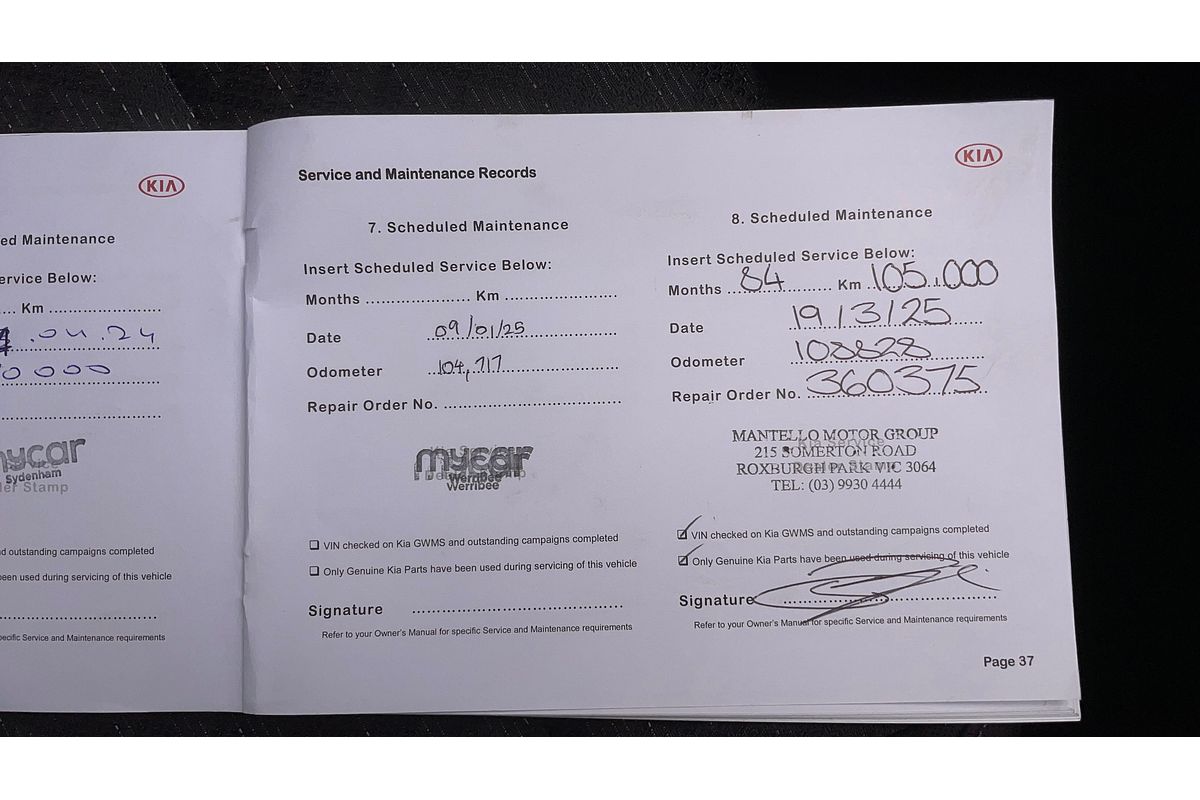 KIA
ed Maintenance
ervice Below:
Km
.04.24
0000
mycar
Sydenham
er Stamp
d outstanding campaigns completed
een used during servicing of this vehicle
pecific Service and Maintenance requirements
KIA
Service and Maintenance Records
7. Scheduled Maintenance
Insert Scheduled Service Below:
Months .................... Km ......................
Date 09/01/25
Odometer 104,717
Repair Order No. ..................................
mycar
Werribee
VIN checked on Kia GWMS and outstanding campaigns completed
Only Genuine Kia Parts have been used during servicing of this vehicle
Signature ........................................
Refer to your Owner's Manual for specific Service and Maintenance requirements
8. Scheduled Maintenance
Insert Scheduled Service Below:
Months 84 Km 105.000
Date 19/3/25
Odometer 108828
Repair Order No. 360375
Kia Service
MANTELLO MOTOR GROUP
215 SOMERTON ROAD
ROXBURGH PARK VIC 3064
TEL: (03) 9930 4444
VIN checked on Kia GWMS and outstanding campaigns completed
Only Genuine Kia Parts have been used during servicing of this vehicle
Signature
Refer to your Owner's Manual for specific Service and Maintenance requirements
Page 37